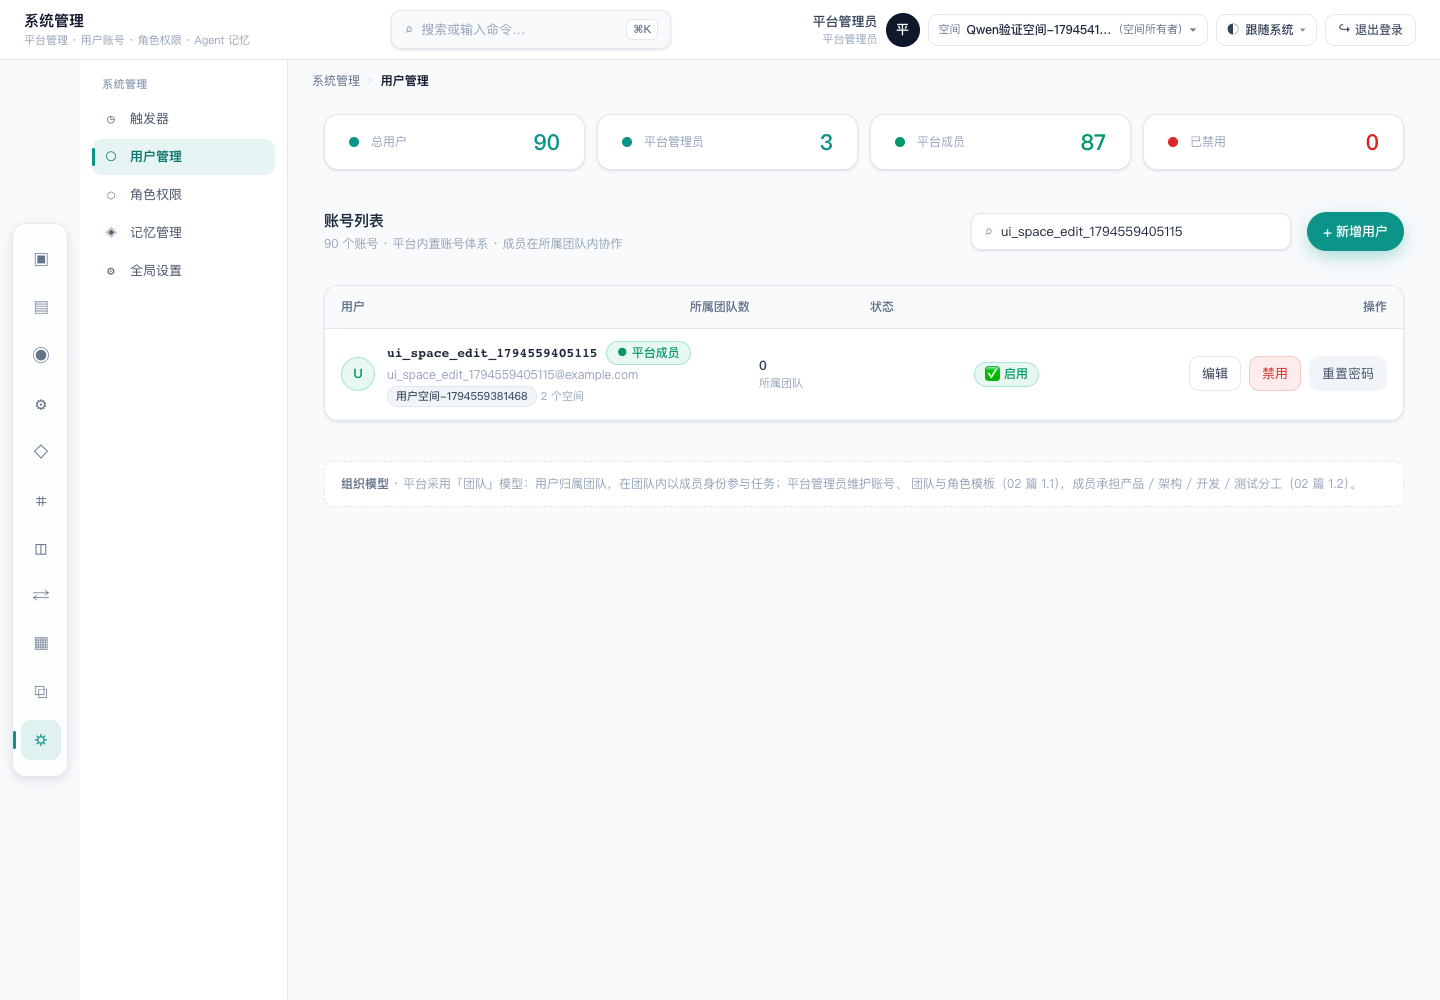 系统管理
平台管理 · 用户账号 · 角色权限 · Agent 记忆
搜索或输入命令… ⌘K
平台管理员
平台管理员
平
空间 Qwen验证空间-1794541… (空间所有者)
跟随系统
退出登录
系统管理
触发器
用户管理
角色权限
记忆管理
全局设置
系统管理 › 用户管理
总用户 90
平台管理员 3
平台成员 87
已禁用 0
账号列表
90 个账号 · 平台内置账号体系 · 成员在所属团队内协作
ui_space_edit_1794559405115
+ 新增用户
用户 所属团队数 状态 操作
U
ui_space_edit_1794559405115 平台成员
ui_space_edit_1794559405115@example.com
用户空间-1794559381468 2 个空间
0
所属团队
✅ 启用
编辑 禁用 重置密码
组织模型 · 平台采用「团队」模型：用户归属团队，在团队内以成员身份参与任务；平台管理员维护账号、 团队与角色模板（02 篇 1.1），成员承担产品 / 架构 / 开发 / 测试分工（02 篇 1.2）。